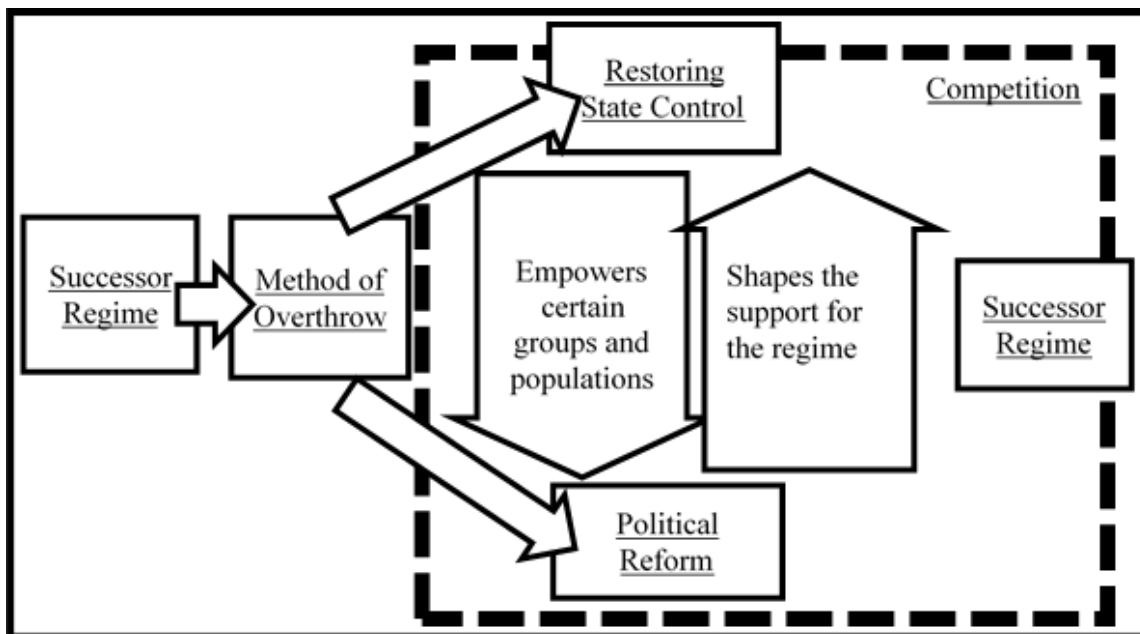 Restoring
State Control
Competition
Successor
Regime
Method of
Overthrow
Empowers
certain
groups and
populations
Shapes the
support for
the regime
Successor
Regime
Political
Reform